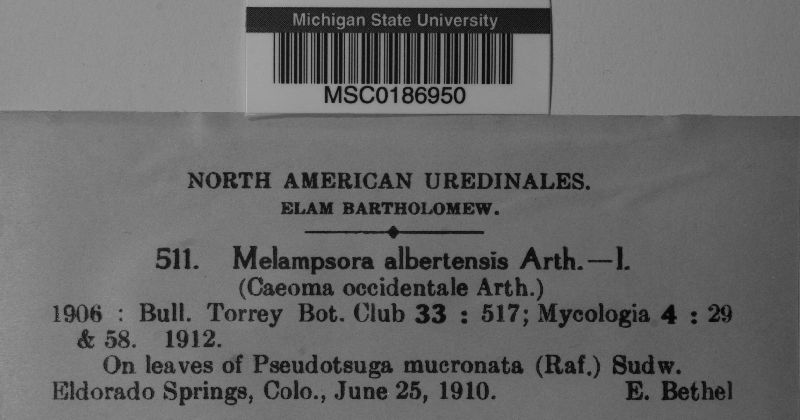 Michigan State University
MSC0186950
NORTH AMERICAN UREDINALES.
ELAM BARTHOLOMEW.
511. Melampsora albertensis Arth.—I.
(Caeoma occidentale Arth.)
1906 : Bull. Torrey Bot. Club 33 : 517; Mycologia 4 : 29
& 58. 1912.
On leaves of Pseudotsuga mucronata (Raf.) Sudw.
Eldorado Springs, Colo., June 25, 1910. E. Bethel